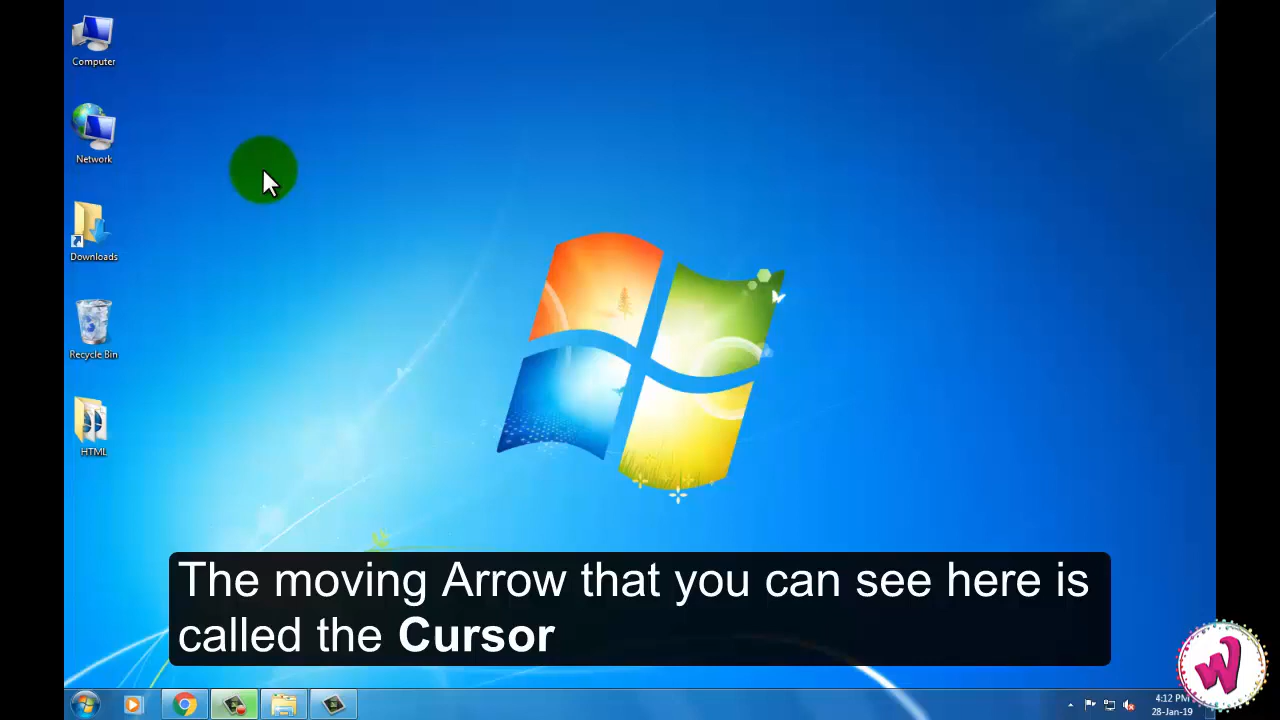 Computer
Network
Downloads
Recycle Bin
HTML
The moving Arrow that you can see here is
called the Cursor
4:12 PM
28-Jan-19
W